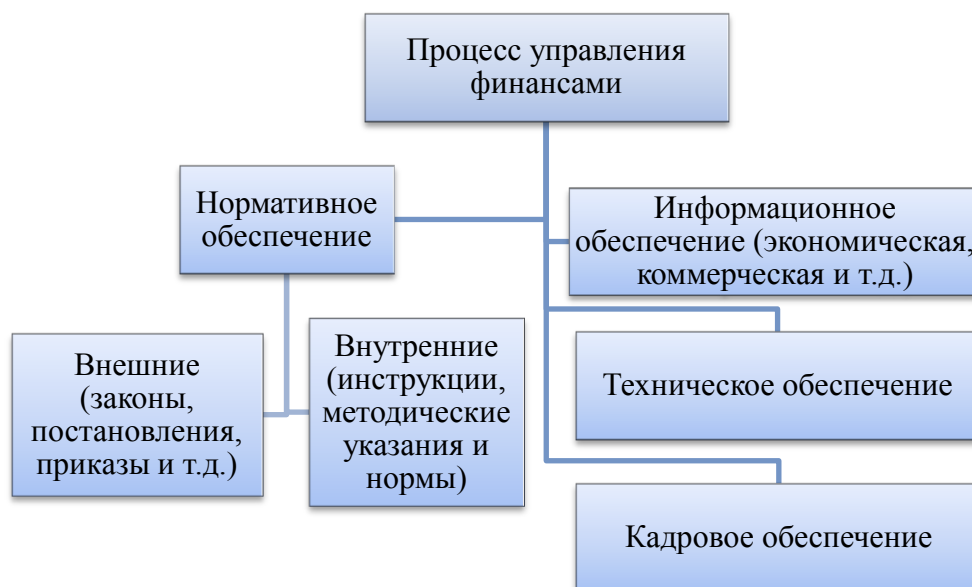 Процесс управления
финансами
Нормативное
обеспечение
Информационное
обеспечение (экономическая,
коммерческая и т.д.)
Внешние
(законы,
постановления,
приказы и т.д.)
Внутренние
(инструкции,
методические
указания и
нормы)
Техническое обеспечение
Кадровое обеспечение